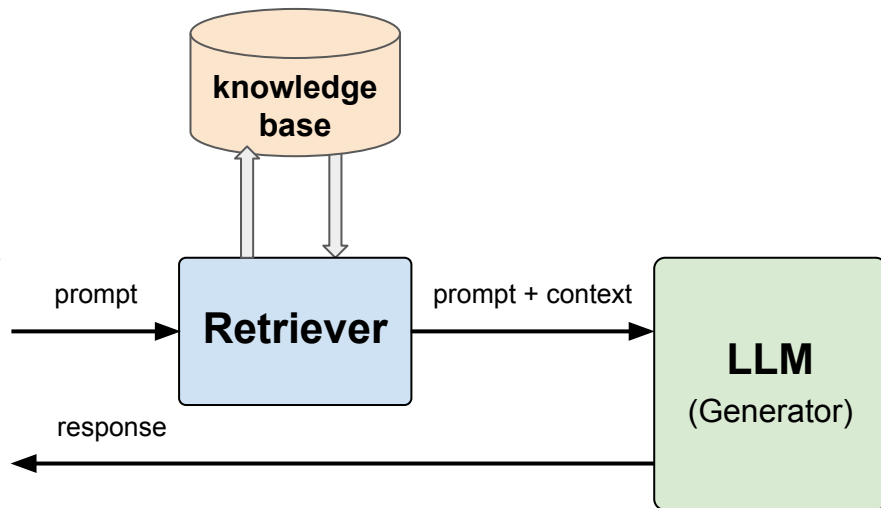 knowledge
base
prompt
Retriever
prompt + context
LLM
(Generator)
response